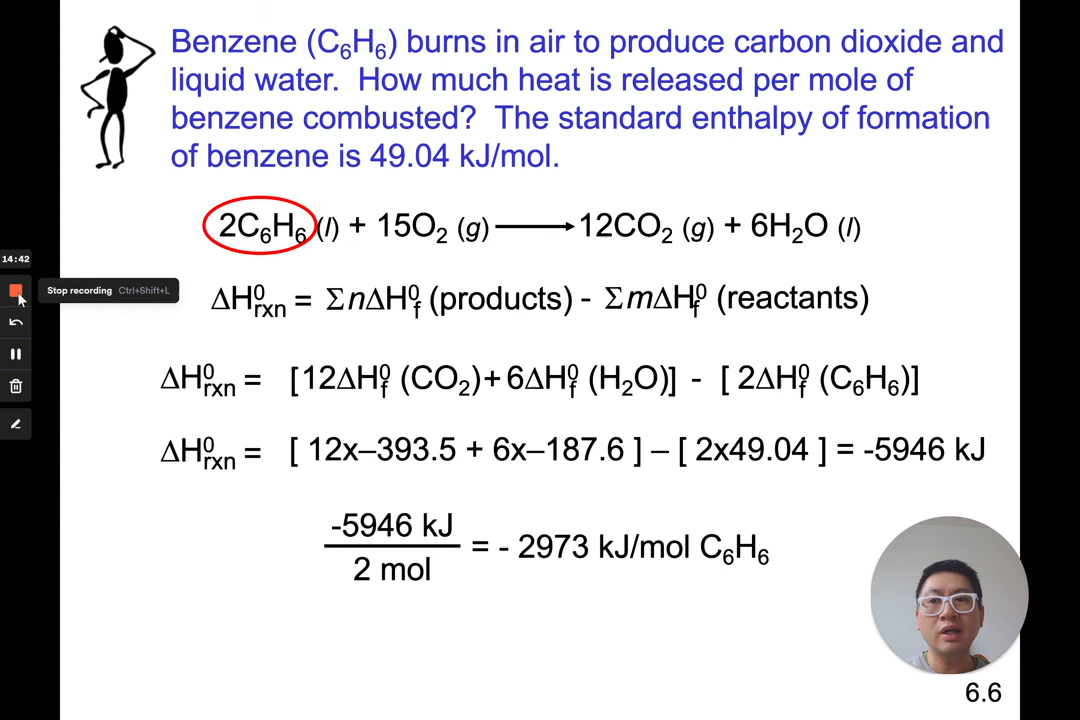 Benzene (C₆H₆) burns in air to produce carbon dioxide and
liquid water. How much heat is released per mole of
benzene combusted? The standard enthalpy of formation
of benzene is 49.04 kJ/mol.
2C₆H₆ (l) + 15O₂ (g) ⟶ 12CO₂ (g) + 6H₂O (l)
14:42
Stop recording Ctrl+Shift+L
ΔH⁰rxn = Σ nΔH⁰f (products) - Σ mΔH⁰f (reactants)
ΔH⁰rxn = [12ΔH⁰f (CO₂)+ 6ΔH⁰f (H₂O)] - [ 2ΔH⁰f (C₆H₆)]
ΔH⁰rxn = [ 12x–393.5 + 6x–187.6 ] – [ 2x49.04 ] = -5946 kJ
-5946 kJ
2 mol
= - 2973 kJ/mol C₆H₆
6.6